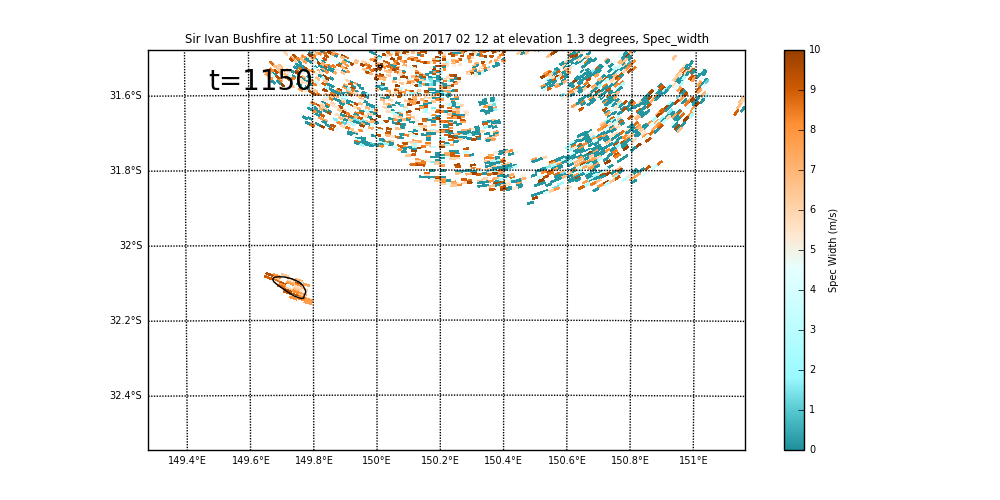 Sir Ivan Bushfire at 11:50 Local Time on 2017 02 12 at elevation 1.3 degrees, Spec_width
t=1150
31.6°S
31.8°S
32°S
32.2°S
32.4°S
149.4°E 149.6°E 149.8°E 150°E 150.2°E 150.4°E 150.6°E 150.8°E 151°E
10
9
8
7
6
5
4
3
2
1
0
Spec Width (m/s)